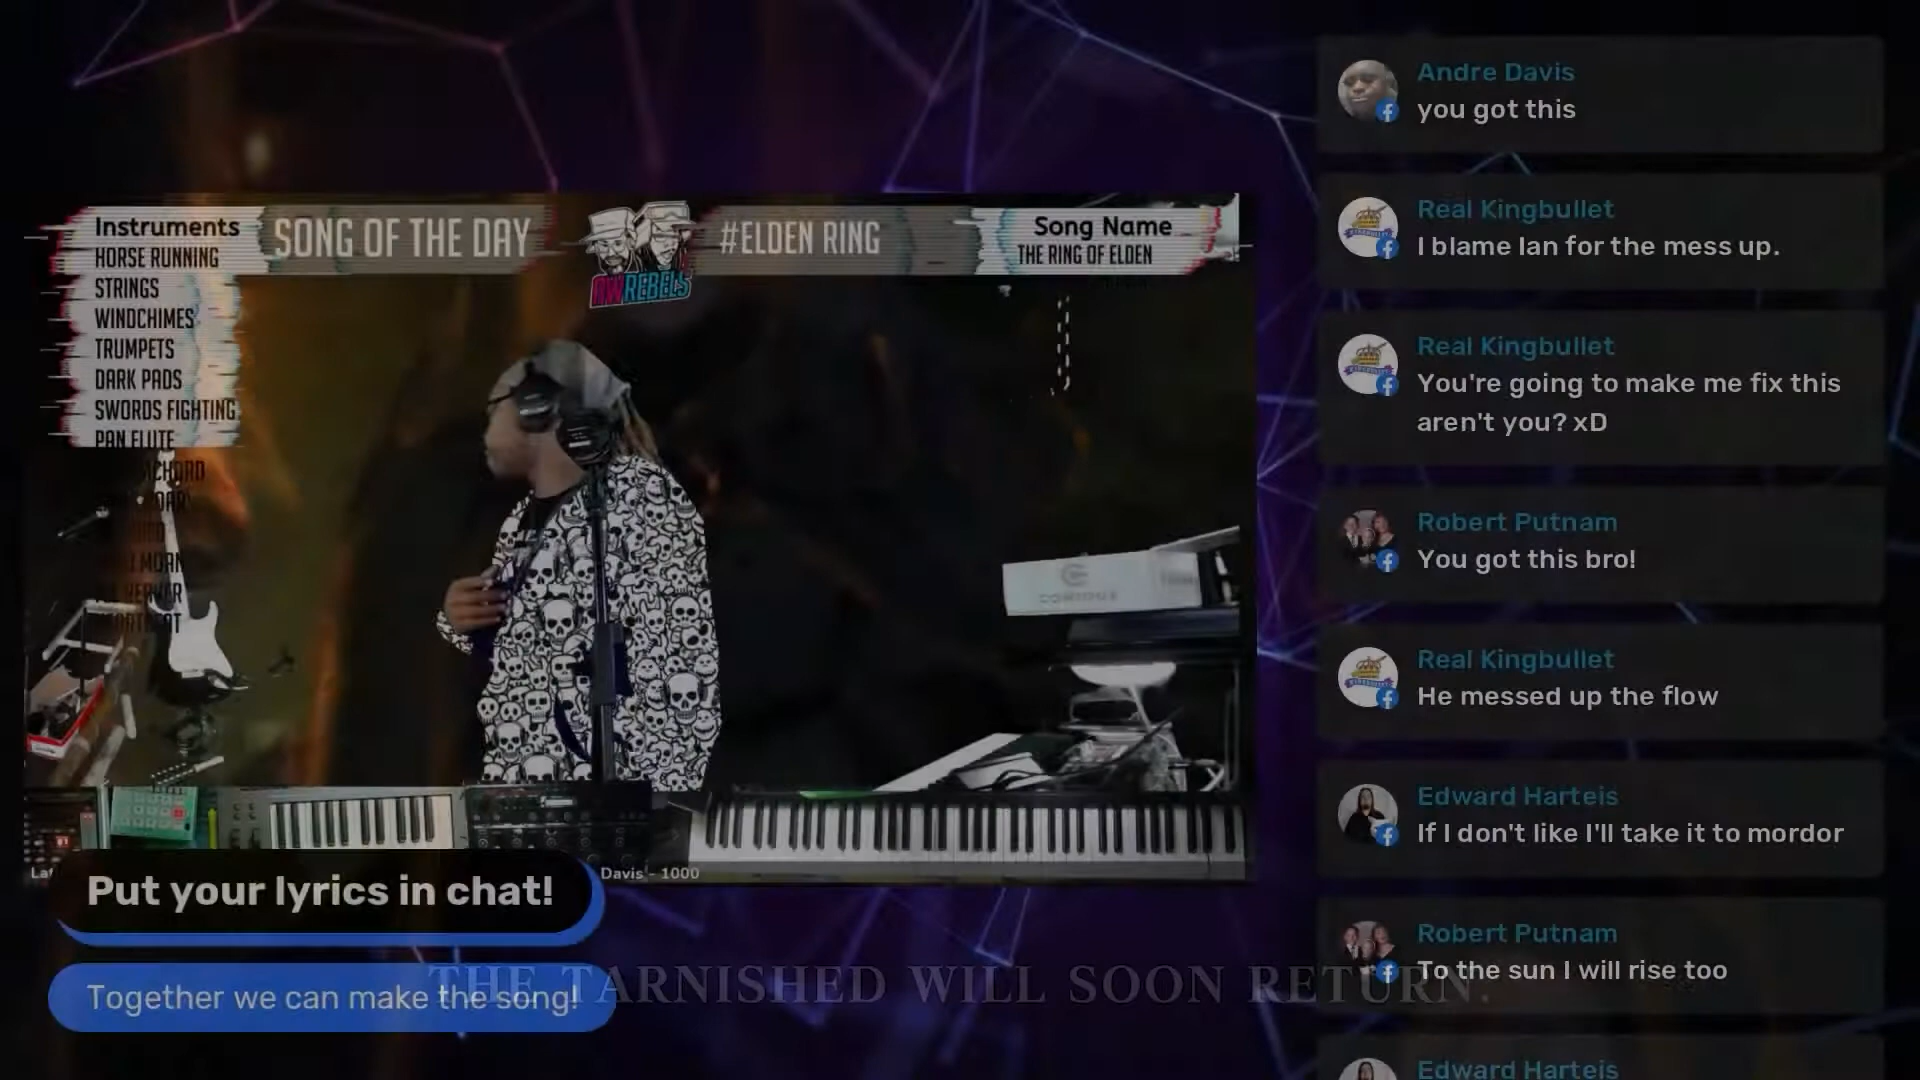 Instruments
HORSE RUNNING
STRINGS
WINDCHIMES
TRUMPETS
DARK PADS
SWORDS FIGHTING
PAN FLUTE
SONG OF THE DAY
NWREBELS
#ELDEN RING
Song Name
THE RING OF ELDEN
Davis - 1000
Put your lyrics in chat!
Together we can make the song!
THE TARNISHED WILL SOON RETURN.
Andre Davis
you got this
Real Kingbullet
I blame Ian for the mess up.
Real Kingbullet
You're going to make me fix this
aren't you? xD
Robert Putnam
You got this bro!
Real Kingbullet
He messed up the flow
Edward Harteis
If I don't like I'll take it to mordor
Robert Putnam
To the sun I will rise too
Edward Harteis